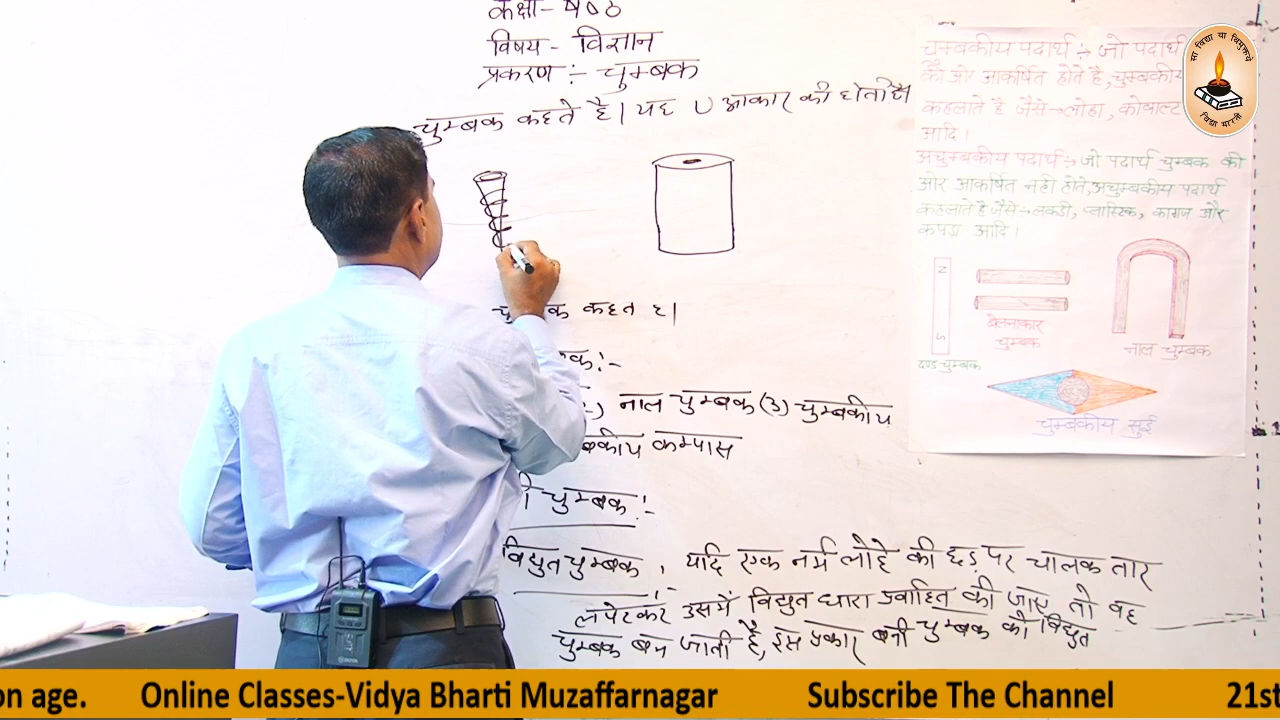 कक्षा- षष्ठ
विषय- विज्ञान
प्रकरण :- चुम्बक
चुम्बक कहते है। यह U आकार की होती है।
चुम्बक कहते है।
(3) चुम्बकीय
नाल चुम्बक
चुम्बकीय कम्पास
चुम्बक :-
विद्युत चुम्बक :- यदि एक नर्म लोहे की छड़ पर चालक तार
लपेटकर उसमें विद्युत धारा प्रवाहित की जाए तो वह
चुम्बक बन जाती है, इस प्रकार बनी चुम्बक को विद्युत
चुम्बकीय पदार्थ :- जो पदार्थ
की ओर आकर्षित होते है, चुम्बकीय
कहलाते है जैसे→लोहा, कोबाल्ट
आदि।
अचुम्बकीय पदार्थ :- जो पदार्थ चुम्बक की
ओर आकर्षित नही होते, अचुम्बकीय पदार्थ
कहलाते है जैसे→लकडी, प्लास्टिक, कागज और
कपड़ा आदि।
N
S
दण्ड चुम्बक
बेलनाकार
चुम्बक
नाल चुम्बक
चुम्बकीय सुई
सा विद्या या विमुक्तये
विद्या भारती
BOYA
on age. Online Classes-Vidya Bharti Muzaffarnagar Subscribe The Channel 21st